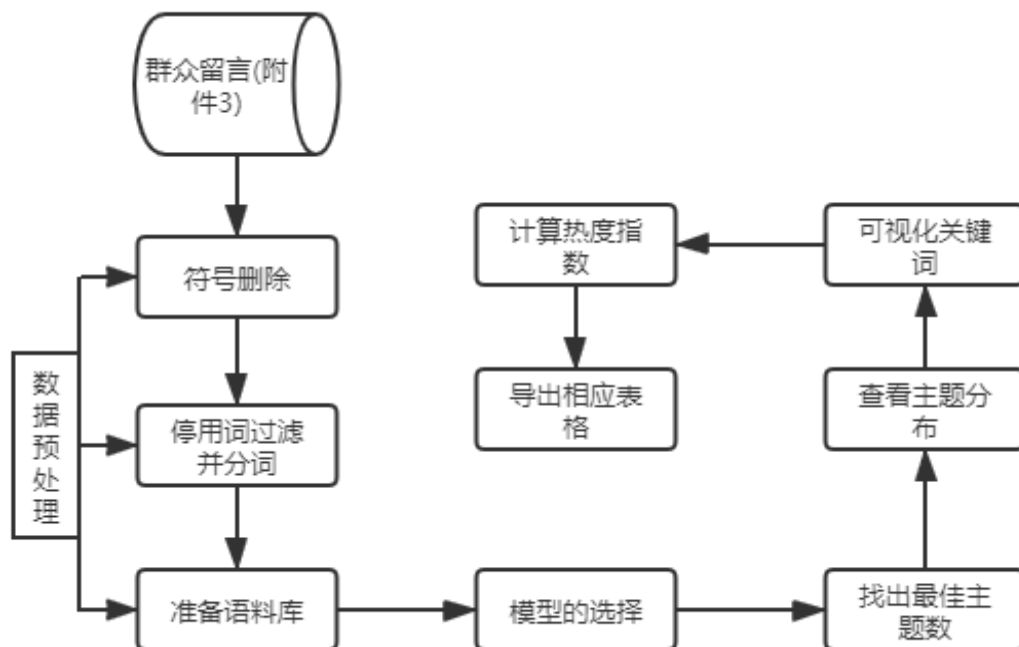 群众留言(附
件3)
符号删除
数据预处理
停用词过滤
并分词
准备语料库
模型的选择
找出最佳主
题数
查看主题分
布
可视化关键
词
计算热度指
数
导出相应表
格